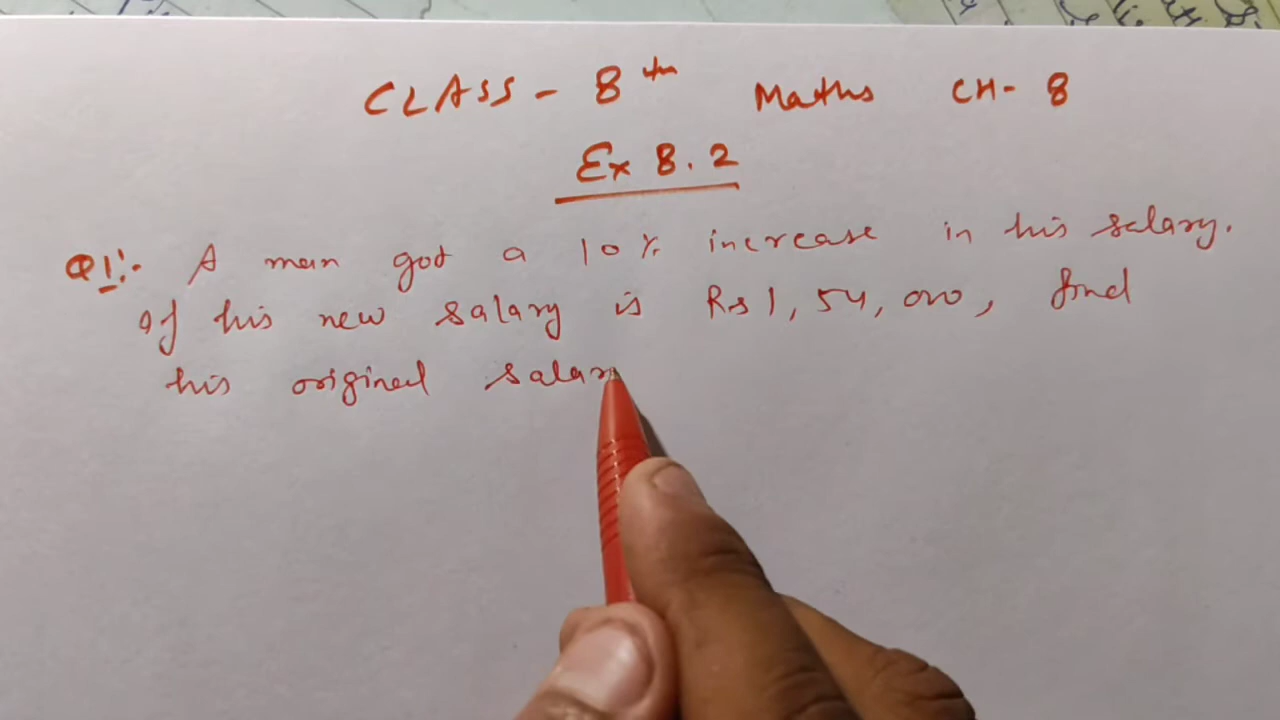 CLASS - 8th Maths CH- 8
Ex 8.2
Q1:- A man got a 10% increase in his salary.
If his new salary is Rs 1,54,000, find
his original salar